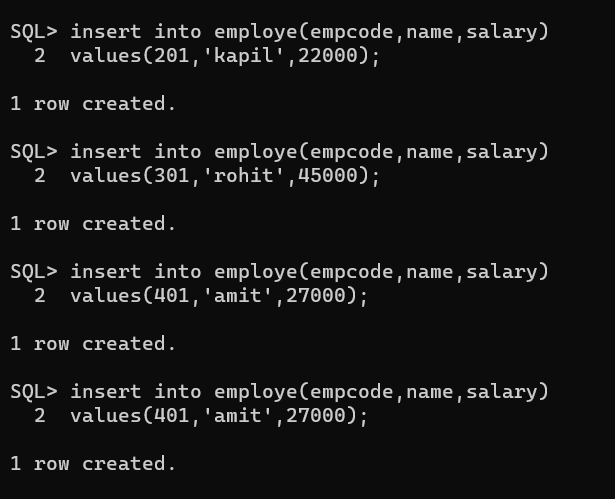 SQL> insert into employe(empcode,name,salary)
  2  values(201,'kapil',22000);
1 row created.
SQL> insert into employe(empcode,name,salary)
  2  values(301,'rohit',45000);
1 row created.
SQL> insert into employe(empcode,name,salary)
  2  values(401,'amit',27000);
1 row created.
SQL> insert into employe(empcode,name,salary)
  2  values(401,'amit',27000);
1 row created.